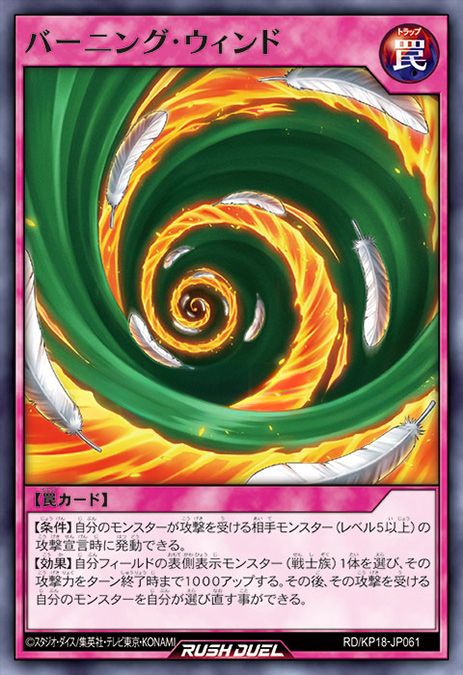 バーニング・ウィンド
トラップ
罠
【罠カード】
【条件】自分のモンスターが攻撃を受ける相手モンスター(レベル5以上)の
攻撃宣言時に発動できる。
【効果】自分フィールドの表側表示モンスター(戦士族)1体を選び、その
攻撃力をターン終了時まで1000アップする。その後、その攻撃を受ける
自分のモンスターを自分が選び直す事ができる。
©スタジオ・ダイス/集英社・テレビ東京・KONAMI
RUSH DUEL
RD/KP18-JP061